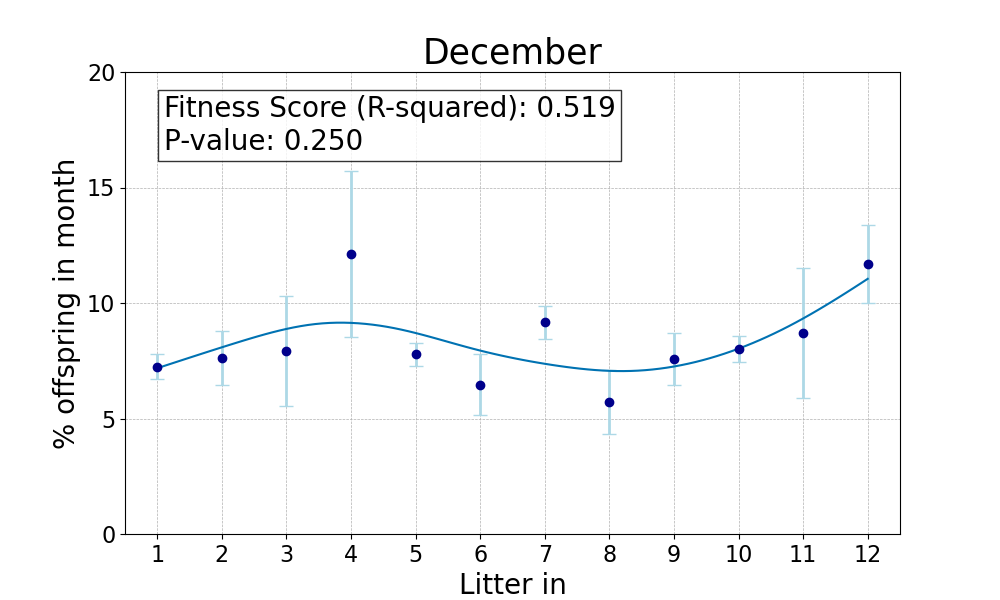 December
Fitness Score (R-squared): 0.519
P-value: 0.250
% offspring in month
20
15
10
5
0
1 2 3 4 5 6 7 8 9 10 11 12
Litter in